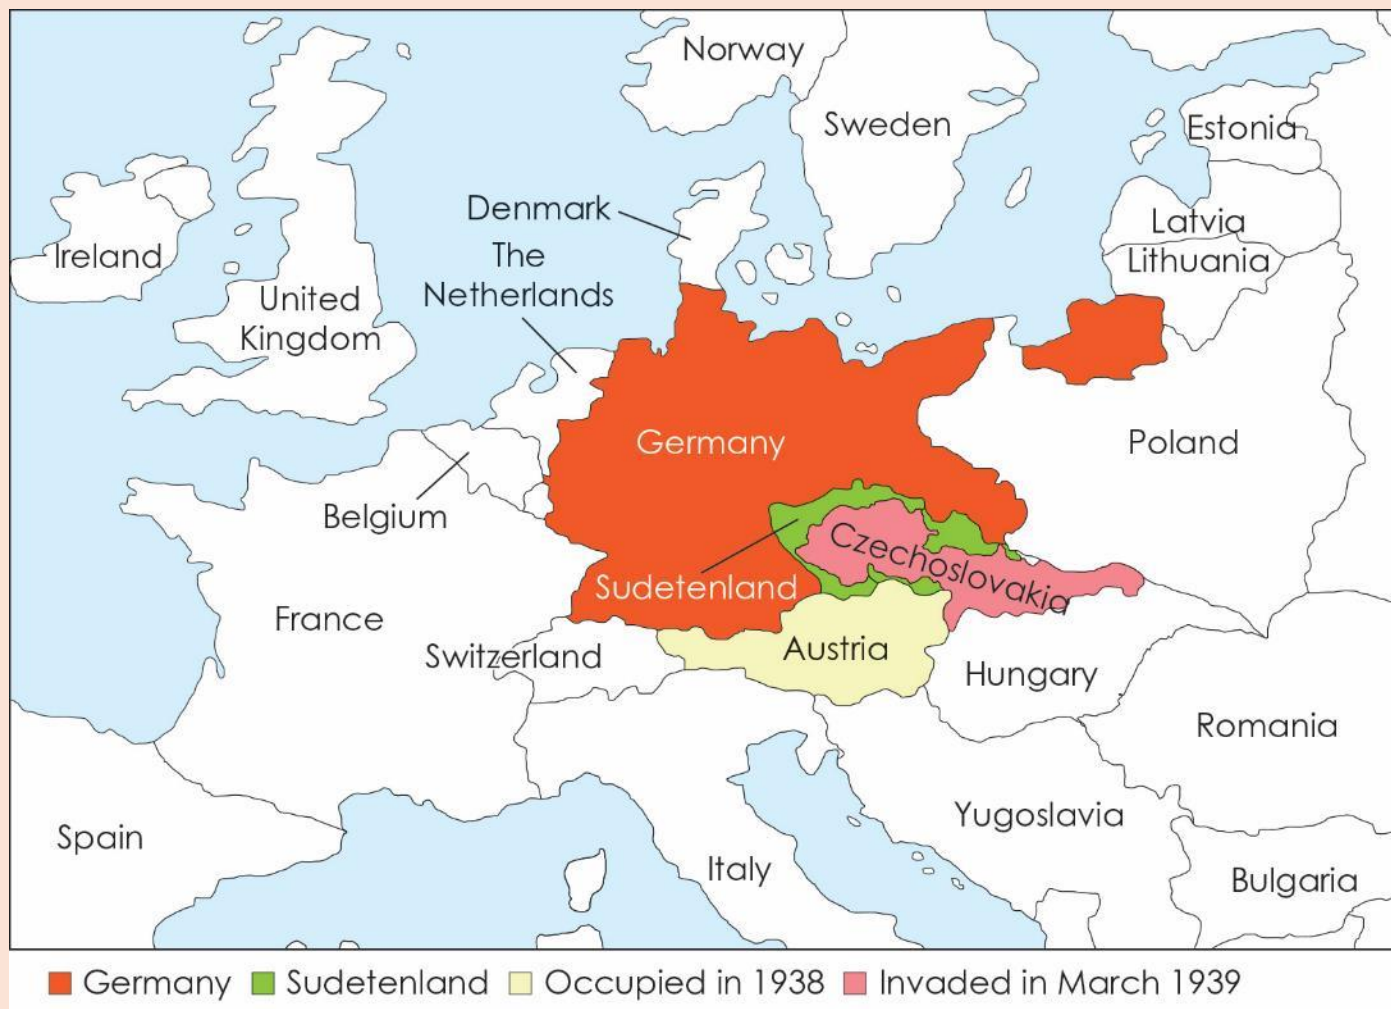 Norway
Sweden
Estonia
Denmark
Latvia
The
Netherlands
Ireland
Lithuania
United
Kingdom
Germany
Poland
Belgium
Czechoslovakia
Sudetenland
France
Austria
Switzerland
Hungary
Romania
Yugoslavia
Spain
Italy
Bulgaria
Germany Sudetenland Occupied in 1938 Invaded in March 1939